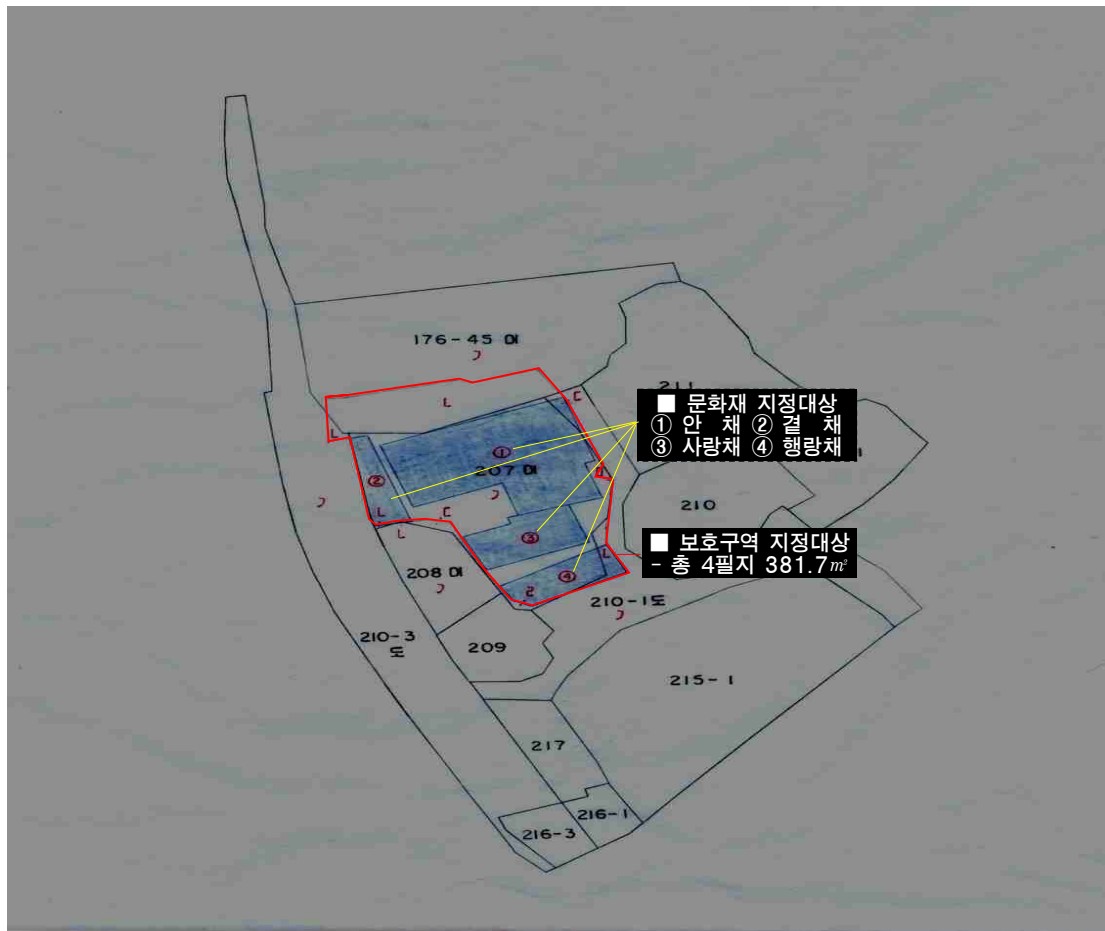 176-45 대
ㄱ
ㄴ
ㄷ
211
■ 문화재 지정대상
① 안 채 ② 곁 채
③ 사랑채 ④ 행랑채
ㄴ
①
207 대
ㄱ
②
ㄱ
ㄴ
ㄷ
ㄴ
210
③
■ 보호구역 지정대상
- 총 4필지 381.7㎡
ㄴ
④
208 대
ㄱ
ㄹ
210-1 도
ㄱ
210-3
도
209
215-1
217
216-1
216-3